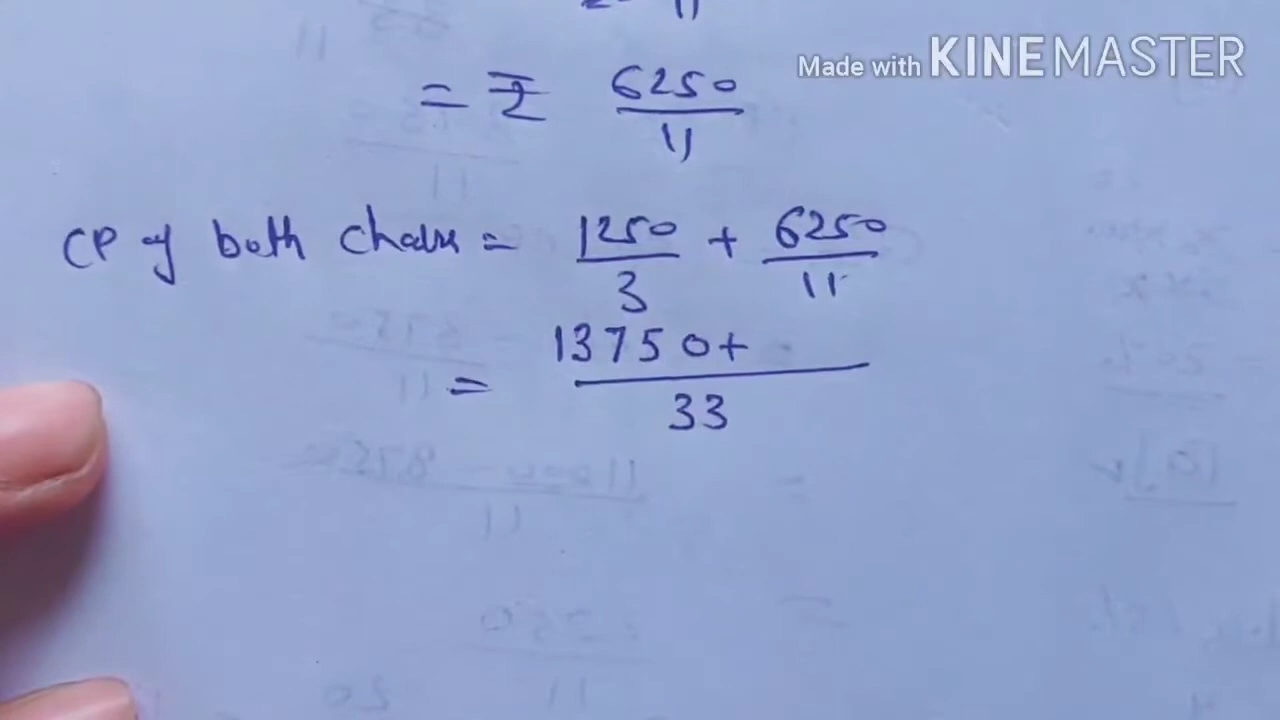 Made with KINEMASTER
= ₹ 6250/11
CP of both chairs = 1250/3 + 6250/11
= 13750+/33